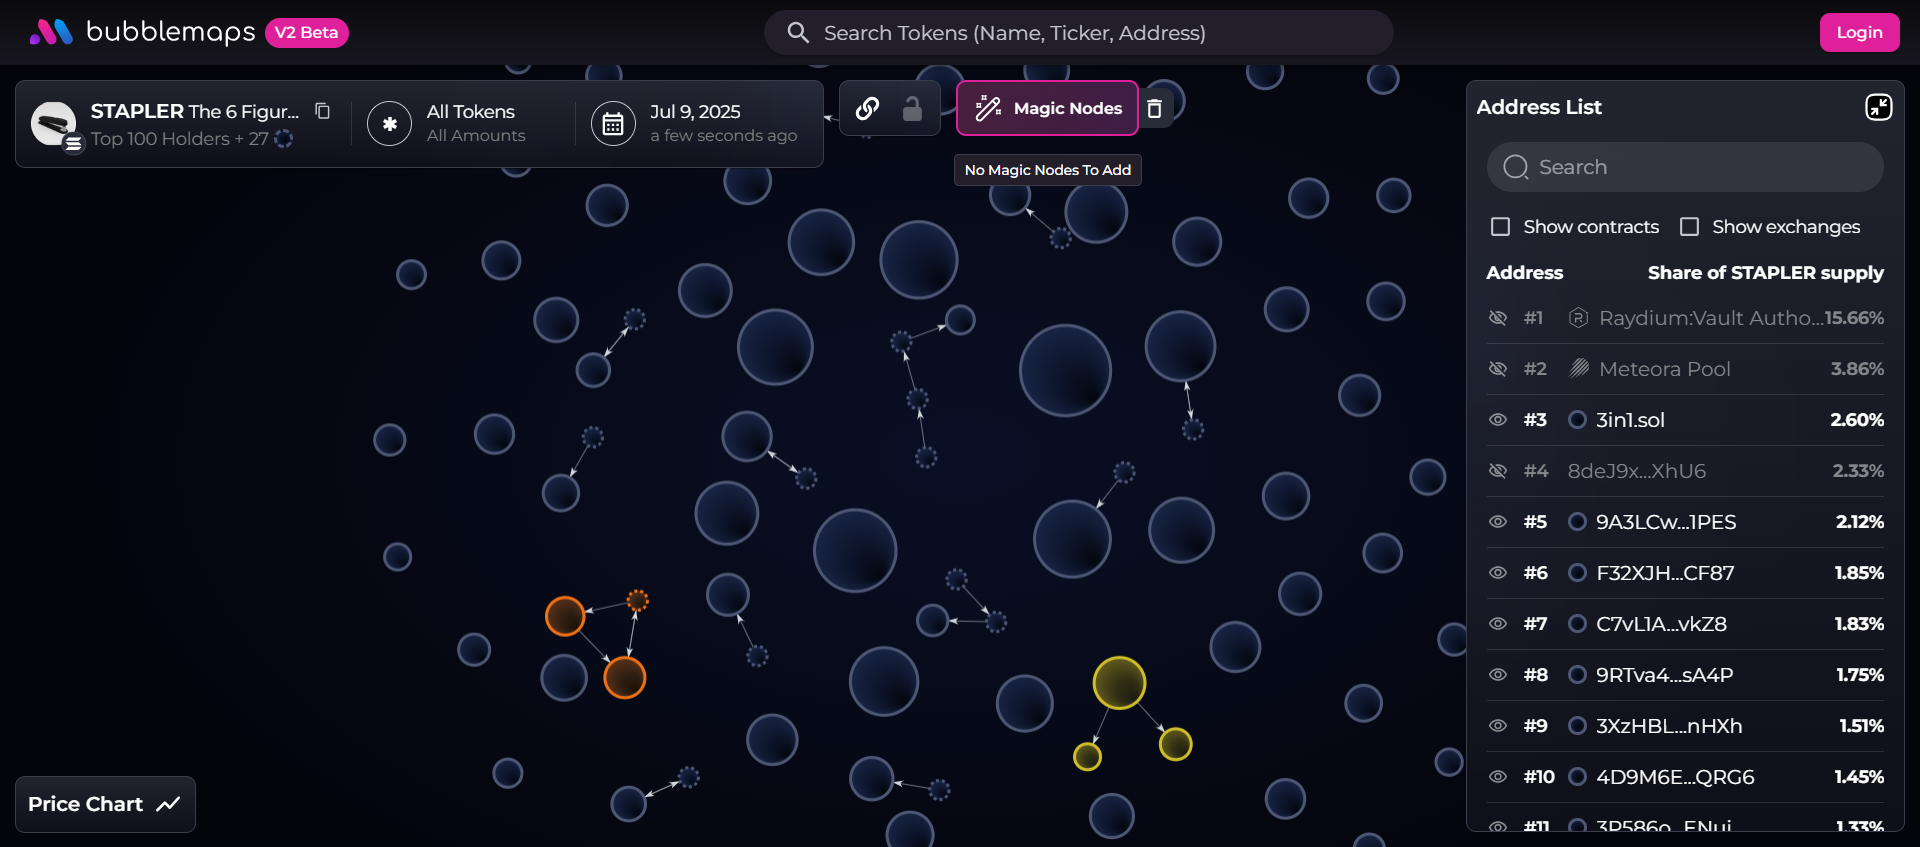 bubblemaps V2 Beta
Search Tokens (Name, Ticker, Address)
Login
STAPLER The 6 Figur...
Top 100 Holders + 27
All Tokens
All Amounts
Jul 9, 2025
a few seconds ago
Magic Nodes
No Magic Nodes To Add
Address List
Search
Show contracts Show exchanges
Address Share of STAPLER supply
#1 Raydium:Vault Autho... 15.66%
#2 Meteora Pool 3.86%
#3 3in1.sol 2.60%
#4 8deJ9x...XhU6 2.33%
#5 9A3LCw...1PES 2.12%
#6 F32XJH...CF87 1.85%
#7 C7vL1A...vkZ8 1.83%
#8 9RTva4...sA4P 1.75%
#9 3XzHBL...nHXh 1.51%
#10 4D9M6E...QRG6 1.45%
#11 1.33%
Price Chart